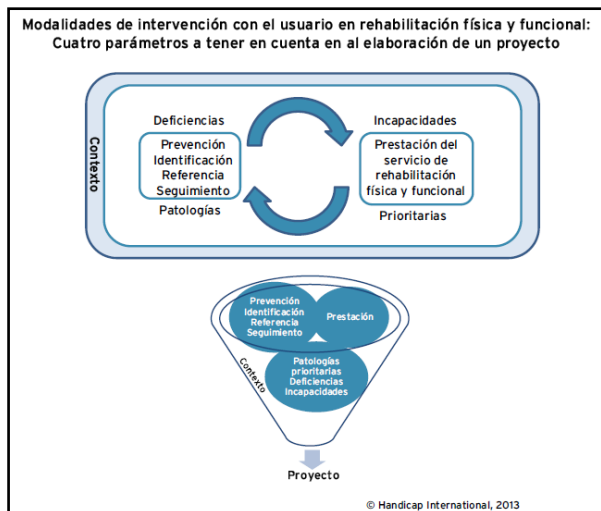 Modalidades de intervención con el usuario en rehabilitación física y funcional:
Cuatro parámetros a tener en cuenta en al elaboración de un proyecto
Contexto
Deficiencias
Prevención
Identificación
Referencia
Seguimiento
Patologías
Incapacidades
Prestación del
servicio de
rehabilitación
física y funcional
Prioritarias
Prevención
Identificación
Referencia
Seguimiento
Prestación
Contexto
Patologías
prioritarias
Deficiencias
Incapacidades
Proyecto
© Handicap International, 2013